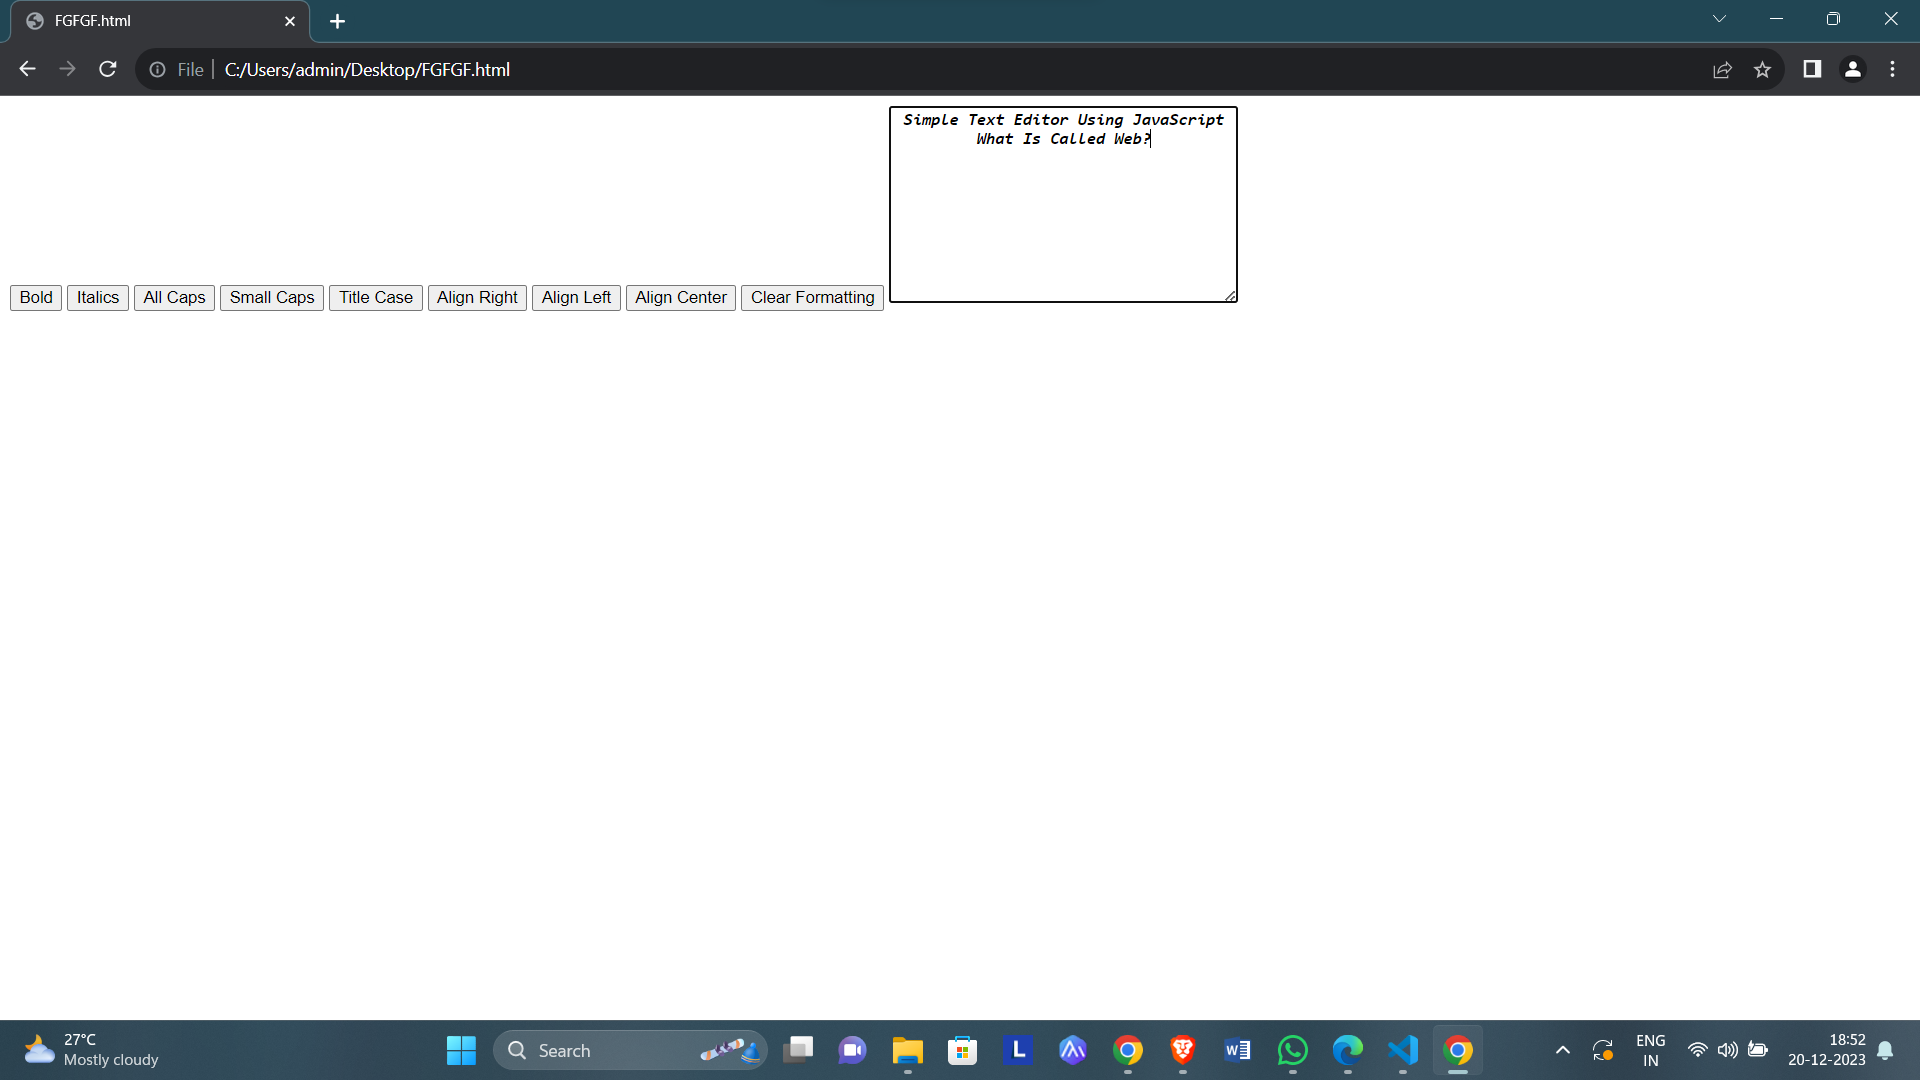 FGFGF.html
File C:/Users/admin/Desktop/FGFGF.html
Simple Text Editor Using JavaScript
What Is Called Web?
Bold Italics All Caps Small Caps Title Case Align Right Align Left Align Center Clear Formatting
27°C
Mostly cloudy
Search
L
W
ENG
IN
18:52
20-12-2023